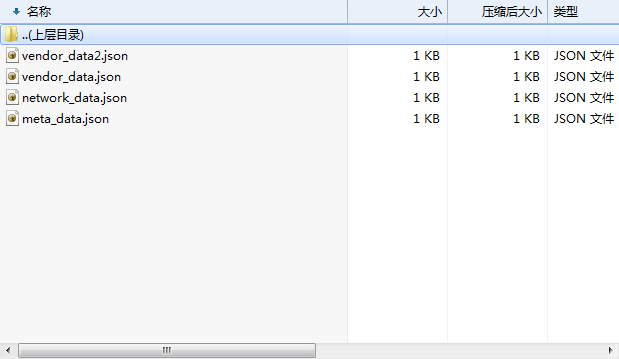 名称 大小 压缩后大小 类型
..(上层目录)
vendor_data2.json 1 KB 1 KB JSON 文件
vendor_data.json 1 KB 1 KB JSON 文件
network_data.json 1 KB 1 KB JSON 文件
meta_data.json 1 KB 1 KB JSON 文件